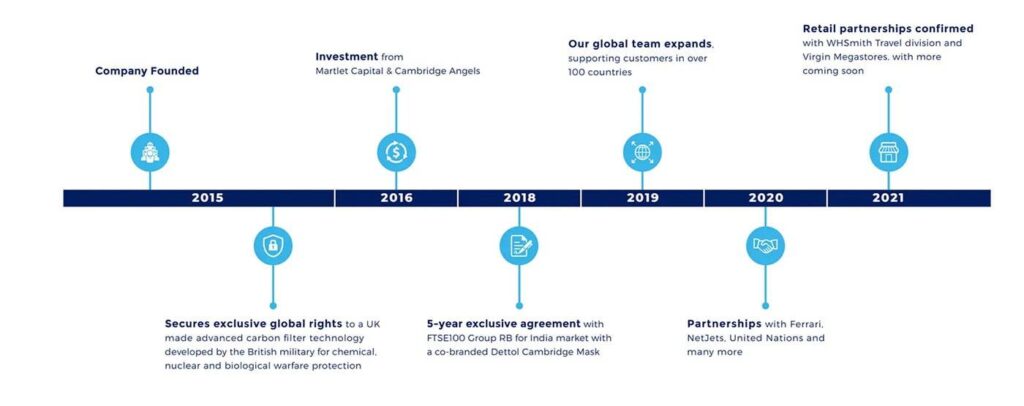 Company Founded
Investment from
Martlet Capital & Cambridge Angels
Our global team expands,
supporting customers in over
100 countries
Retail partnerships confirmed
with WHSmith Travel division and
Virgin Megastores, with more
coming soon
2015
2016
2018
2019
2020
2021
Secures exclusive global rights to a UK
made advanced carbon filter technology
developed by the British military for chemical,
nuclear and biological warfare protection
5-year exclusive agreement with
FTSE100 Group RB for India market with
a co-branded Dettol Cambridge Mask
Partnerships with Ferrari,
NetJets, United Nations and
many more